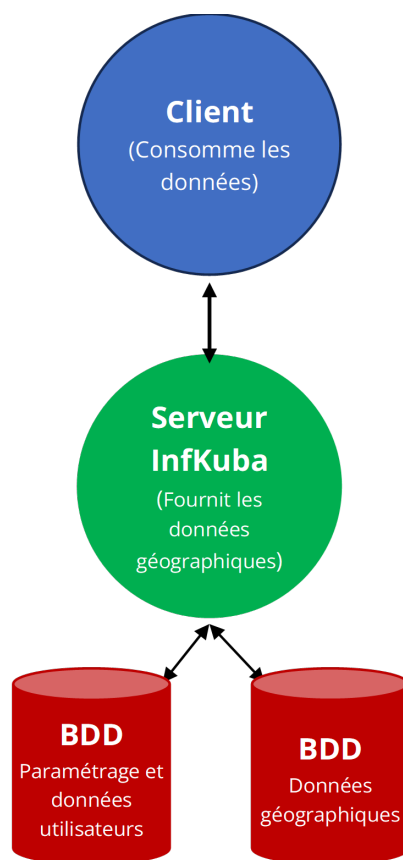 Client
(Consomme les
données)
Serveur
InfKuba
(Fournit les
données
géographiques)
BDD
Paramétrage et
données
utilisateurs
BDD
Données
géographiques